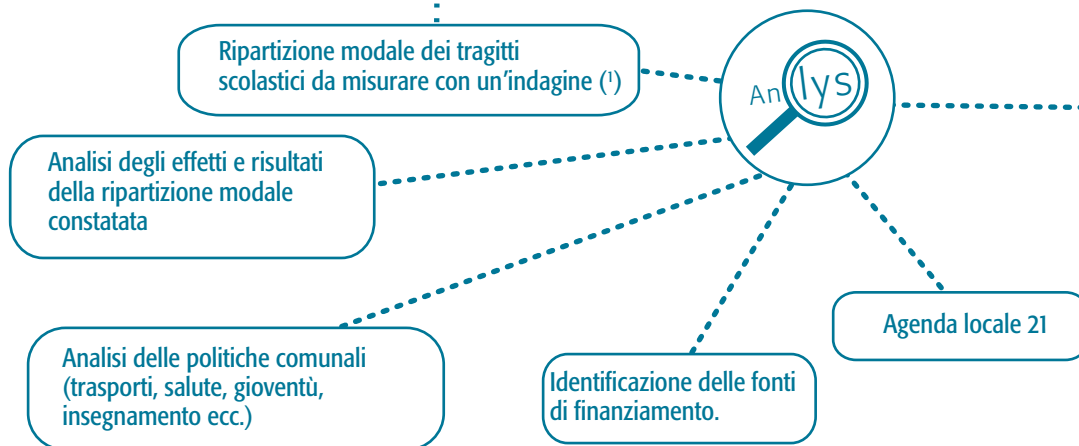 Ripartizione modale dei tragitti
scolastici da misurare con un'indagine (¹)
An lys
Analisi degli effetti e risultati
della ripartizione modale
constatata
Analisi delle politiche comunali
(trasporti, salute, gioventù,
insegnamento ecc.)
Identificazione delle fonti
di finanziamento.
Agenda locale 21